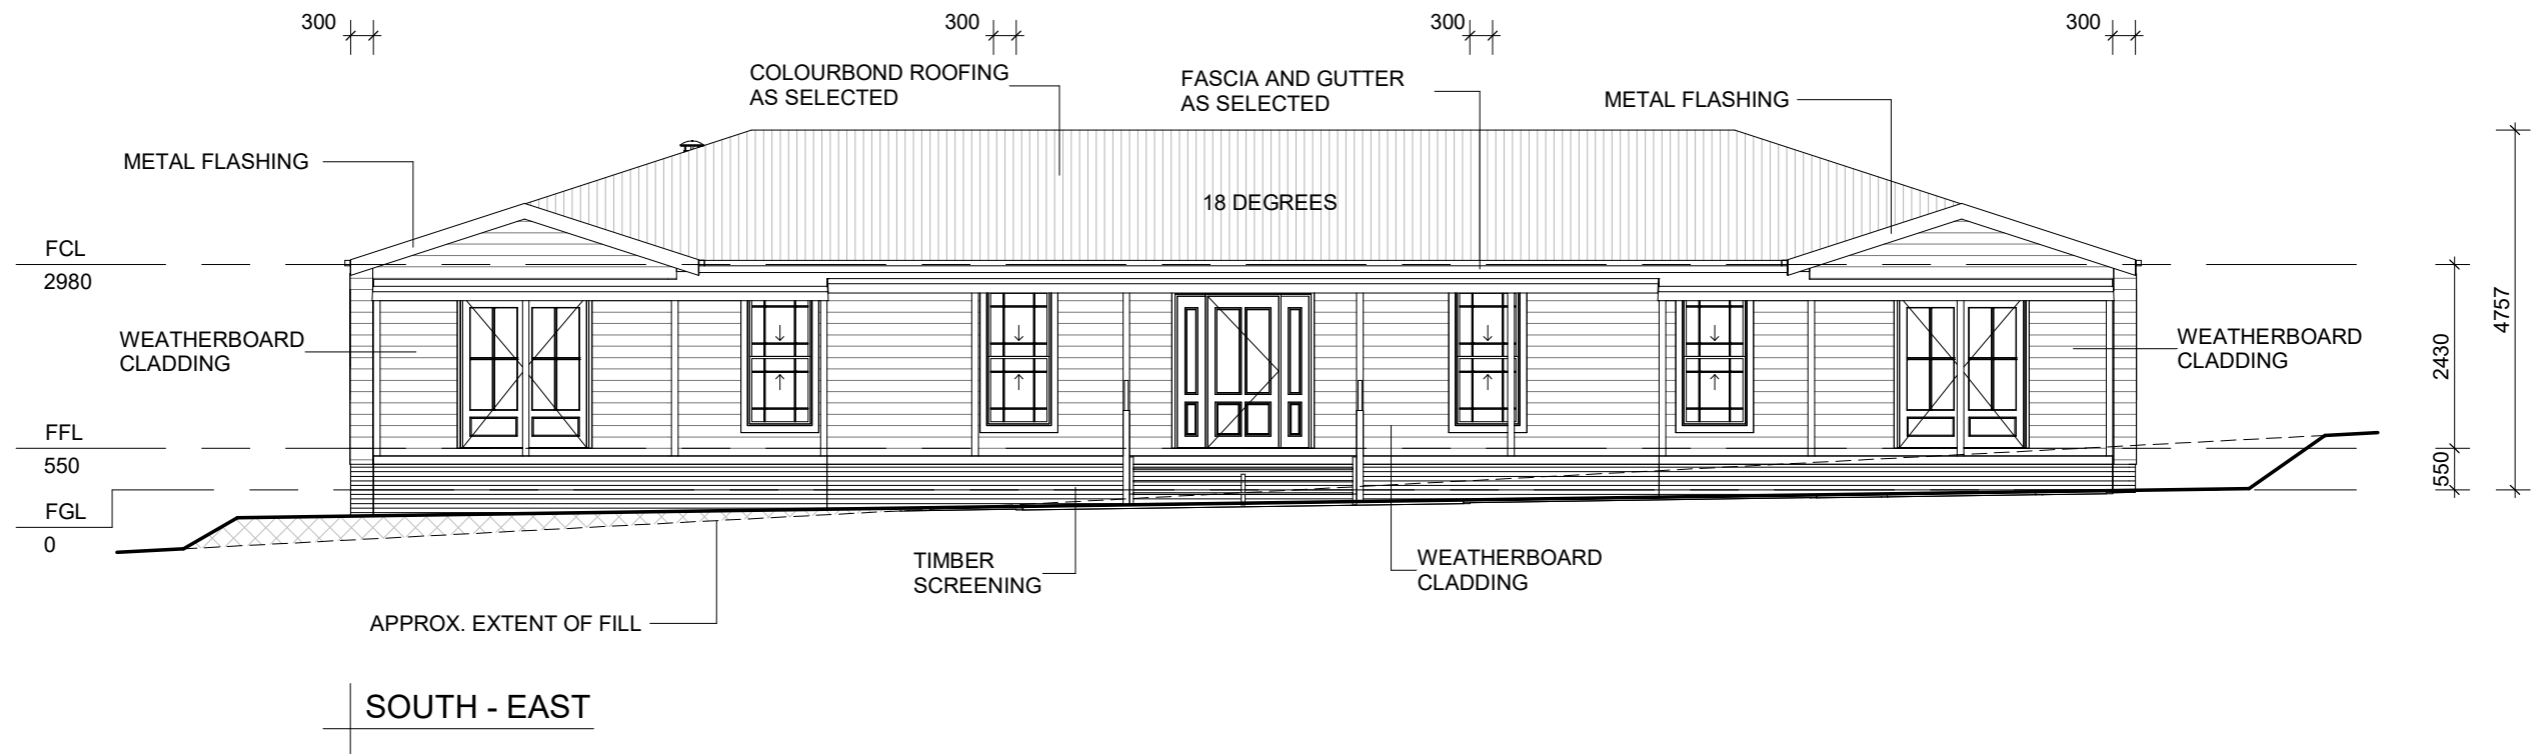 300
300
300
300
COLOURBOND ROOFING
AS SELECTED
FASCIA AND GUTTER
AS SELECTED
METAL FLASHING
METAL FLASHING
18 DEGREES
FCL
2980
WEATHERBOARD
CLADDING
WEATHERBOARD
CLADDING
4757
2430
FFL
550
550
FGL
0
TIMBER
SCREENING
WEATHERBOARD
CLADDING
APPROX. EXTENT OF FILL
SOUTH - EAST